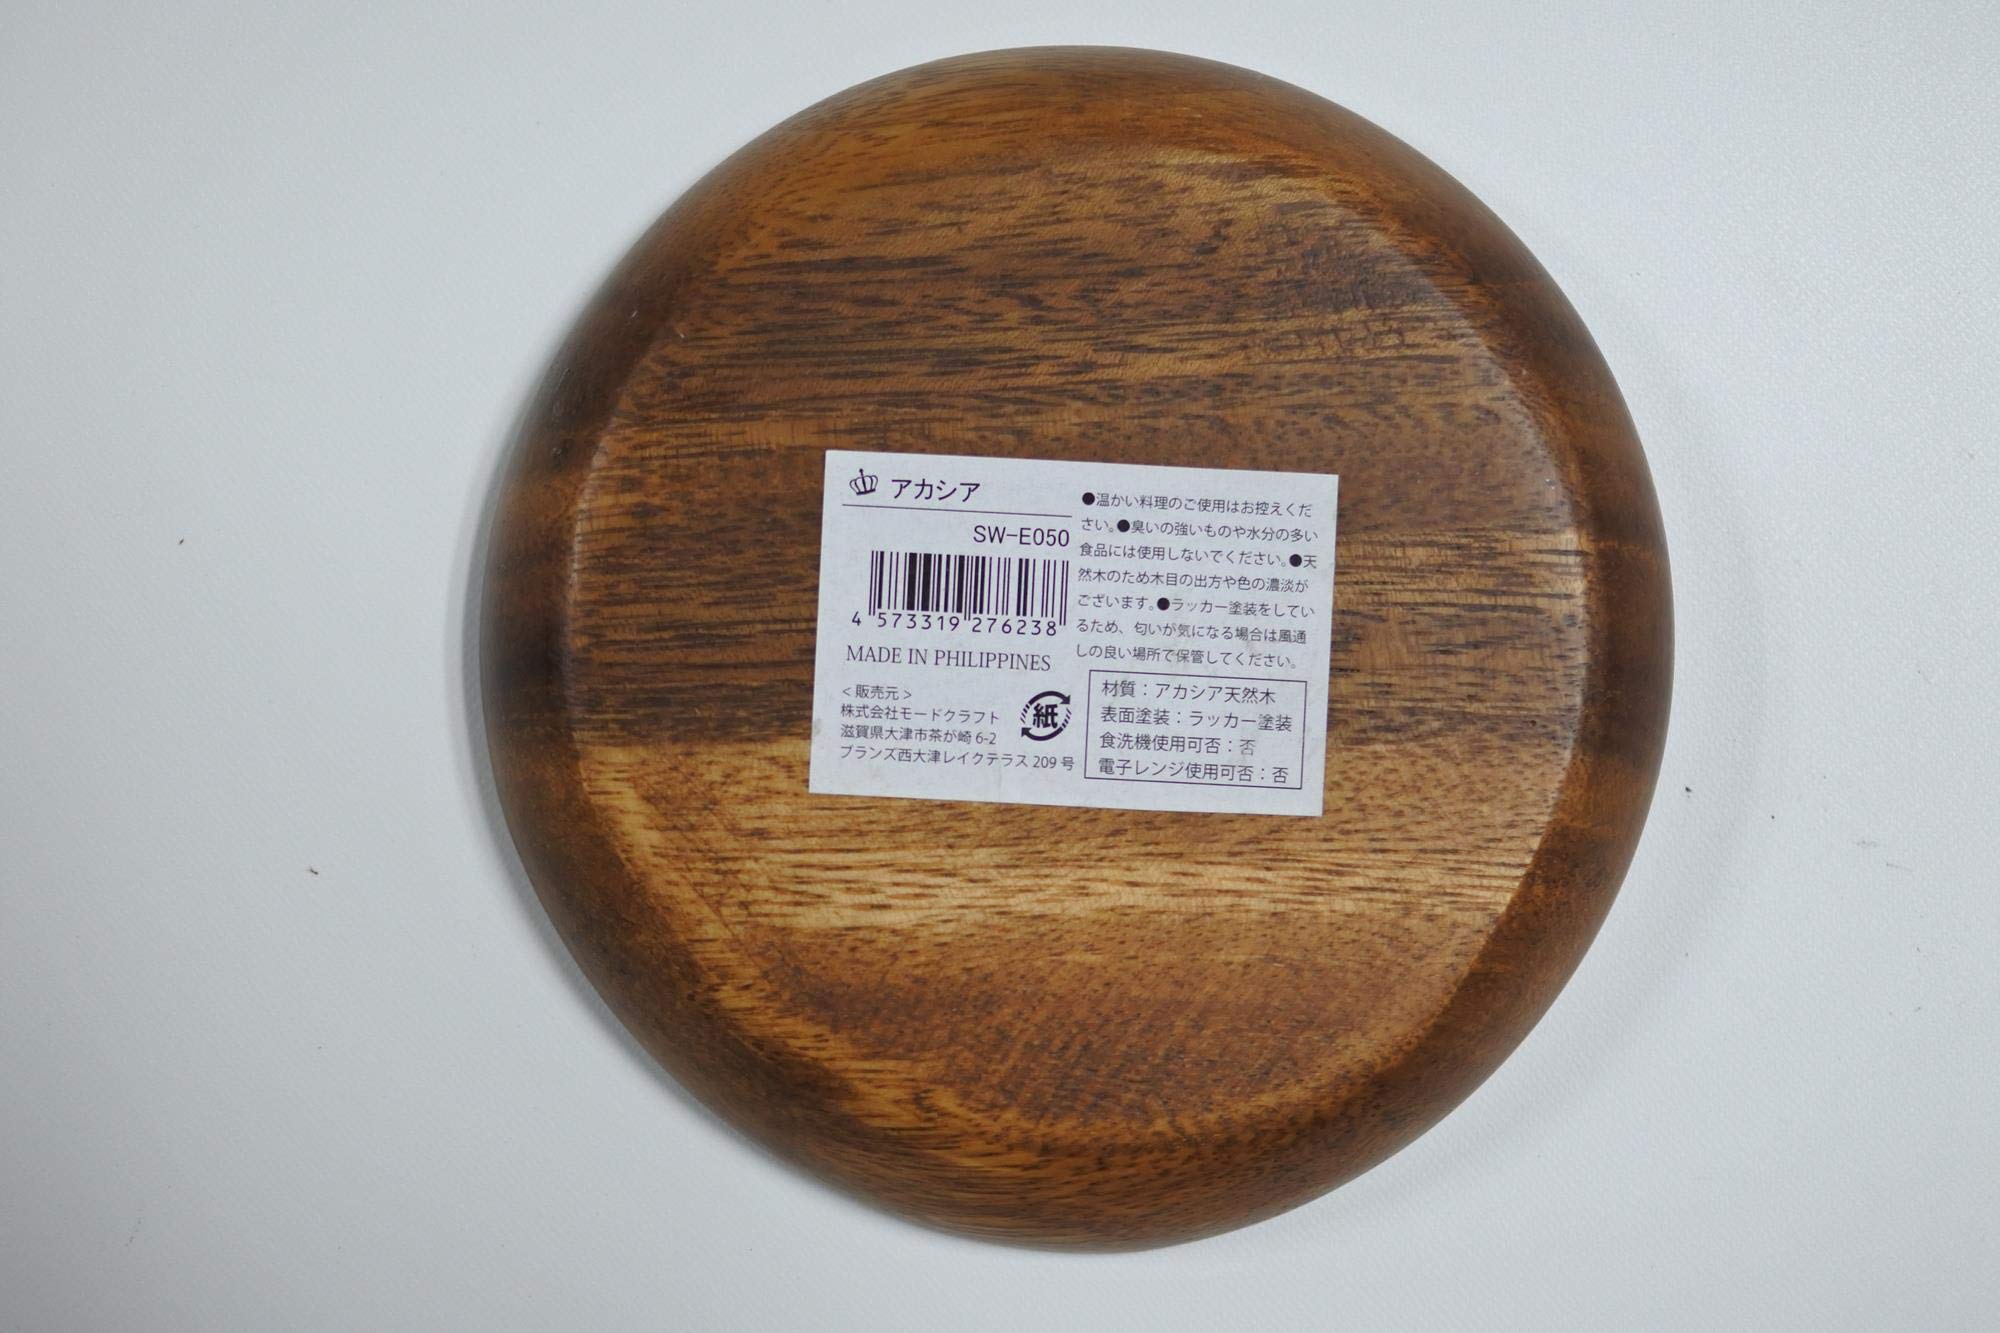 アカシア
SW-E050
4 573319 276238
MADE IN PHILIPPINES
<販売元>
株式会社モードクラフト
滋賀県大津市茶が崎 6-2
ブランズ西大津レイクテラス 209 号
紙
●温かい料理のご使用はお控えくだ
さい。●臭いの強いものや水分の多い
食品には使用しないでください。●天
然木のため木目の出方や色の濃淡が
ございます。●ラッカー塗装をしてい
るため、匂いが気になる場合は風通
しの良い場所で保管してください。
材質：アカシア天然木
表面塗装：ラッカー塗装
食洗機使用可否：否
電子レンジ使用可否：否